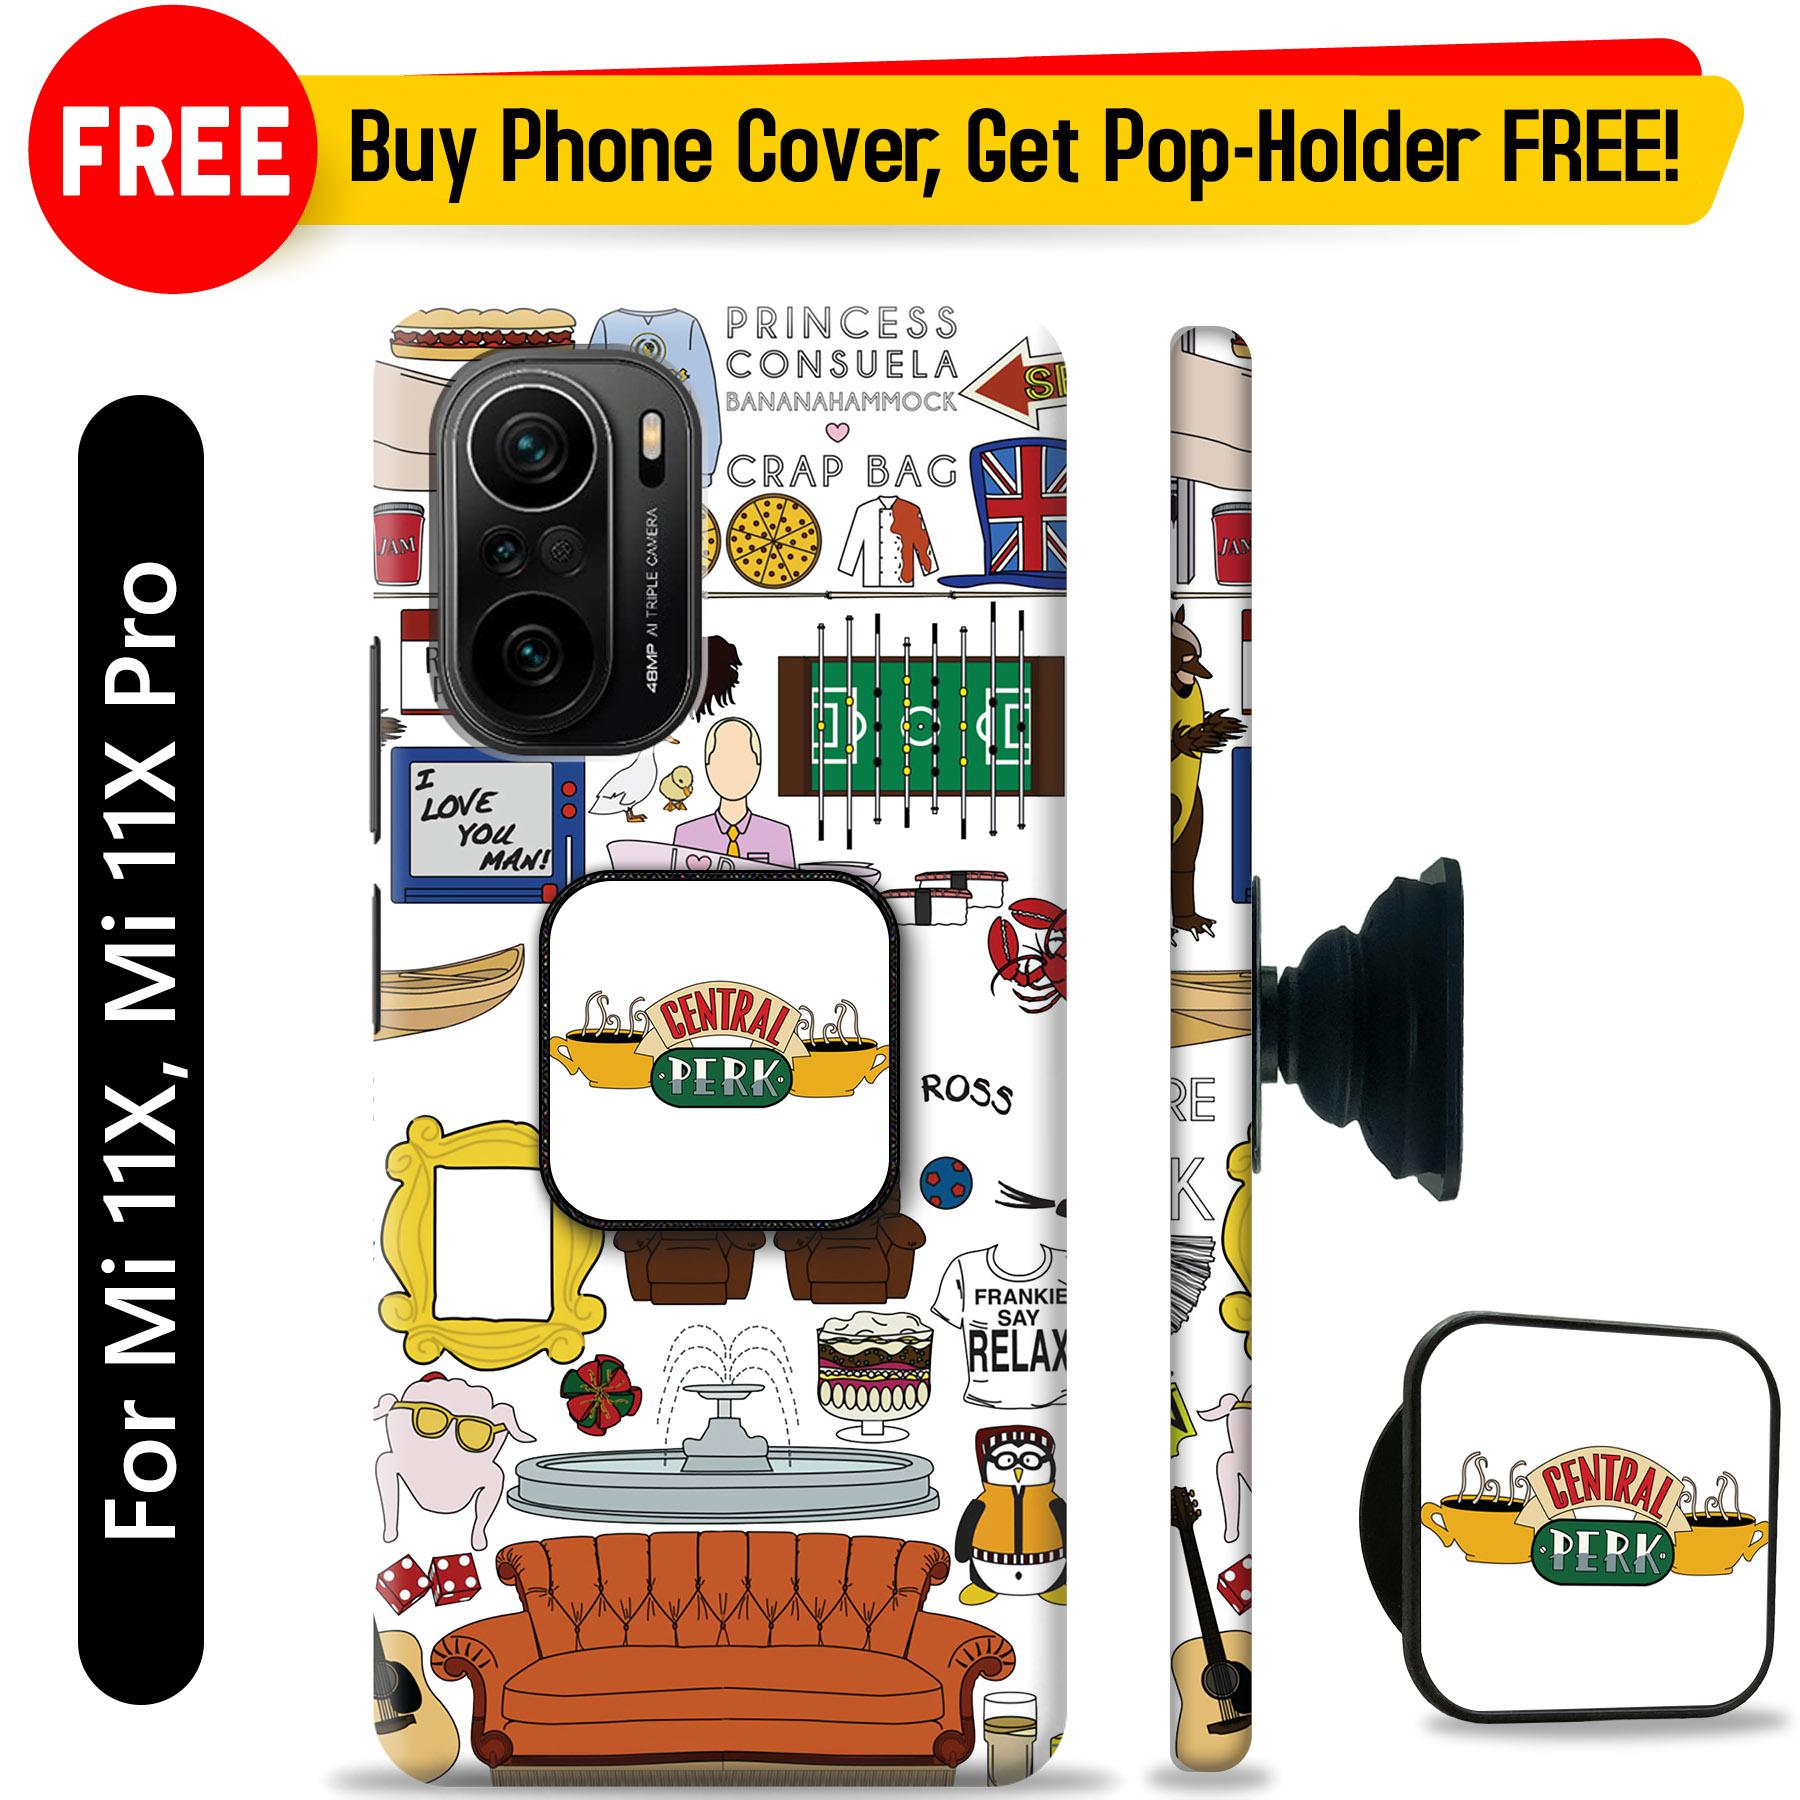 FREE
Buy Phone Cover, Get Pop-Holder FREE!
For Mi 11X, Mi 11X Pro
PRINCESS
CONSUELA
BANANAHAMMOCK
CRAP BAG
JAM
48MP AI TRIPLE CAMERA
I
LOVE
YOU
MAN!
CENTRAL
PERK
ROSS
FRANKIE
SAY
RELAX
CENTRAL
PERK